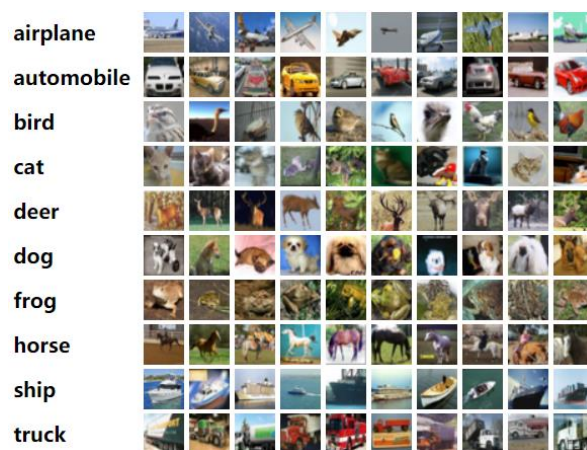 airplane
automobile
bird
cat
deer
dog
frog
horse
ship
truck